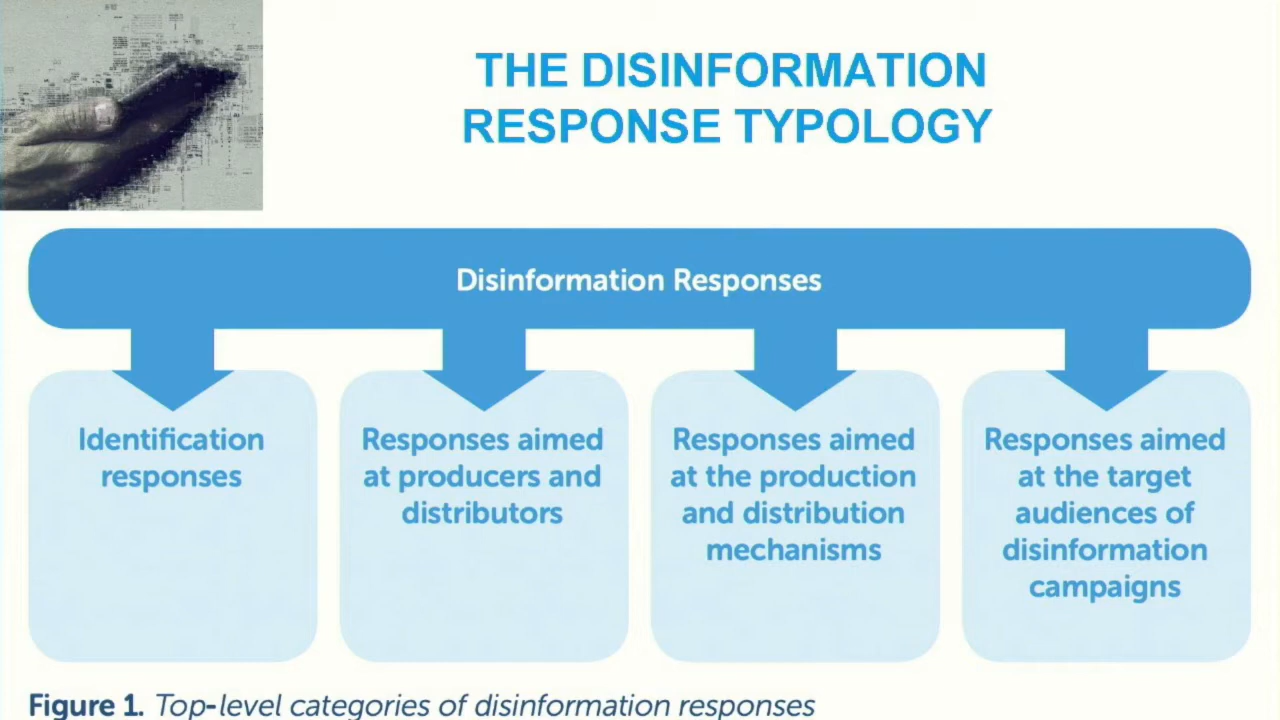 THE DISINFORMATION
RESPONSE TYPOLOGY
Disinformation Responses
Identification
responses
Responses aimed
at producers and
distributors
Responses aimed
at the production
and distribution
mechanisms
Responses aimed
at the target
audiences of
disinformation
campaigns
Figure 1. Top-level categories of disinformation responses